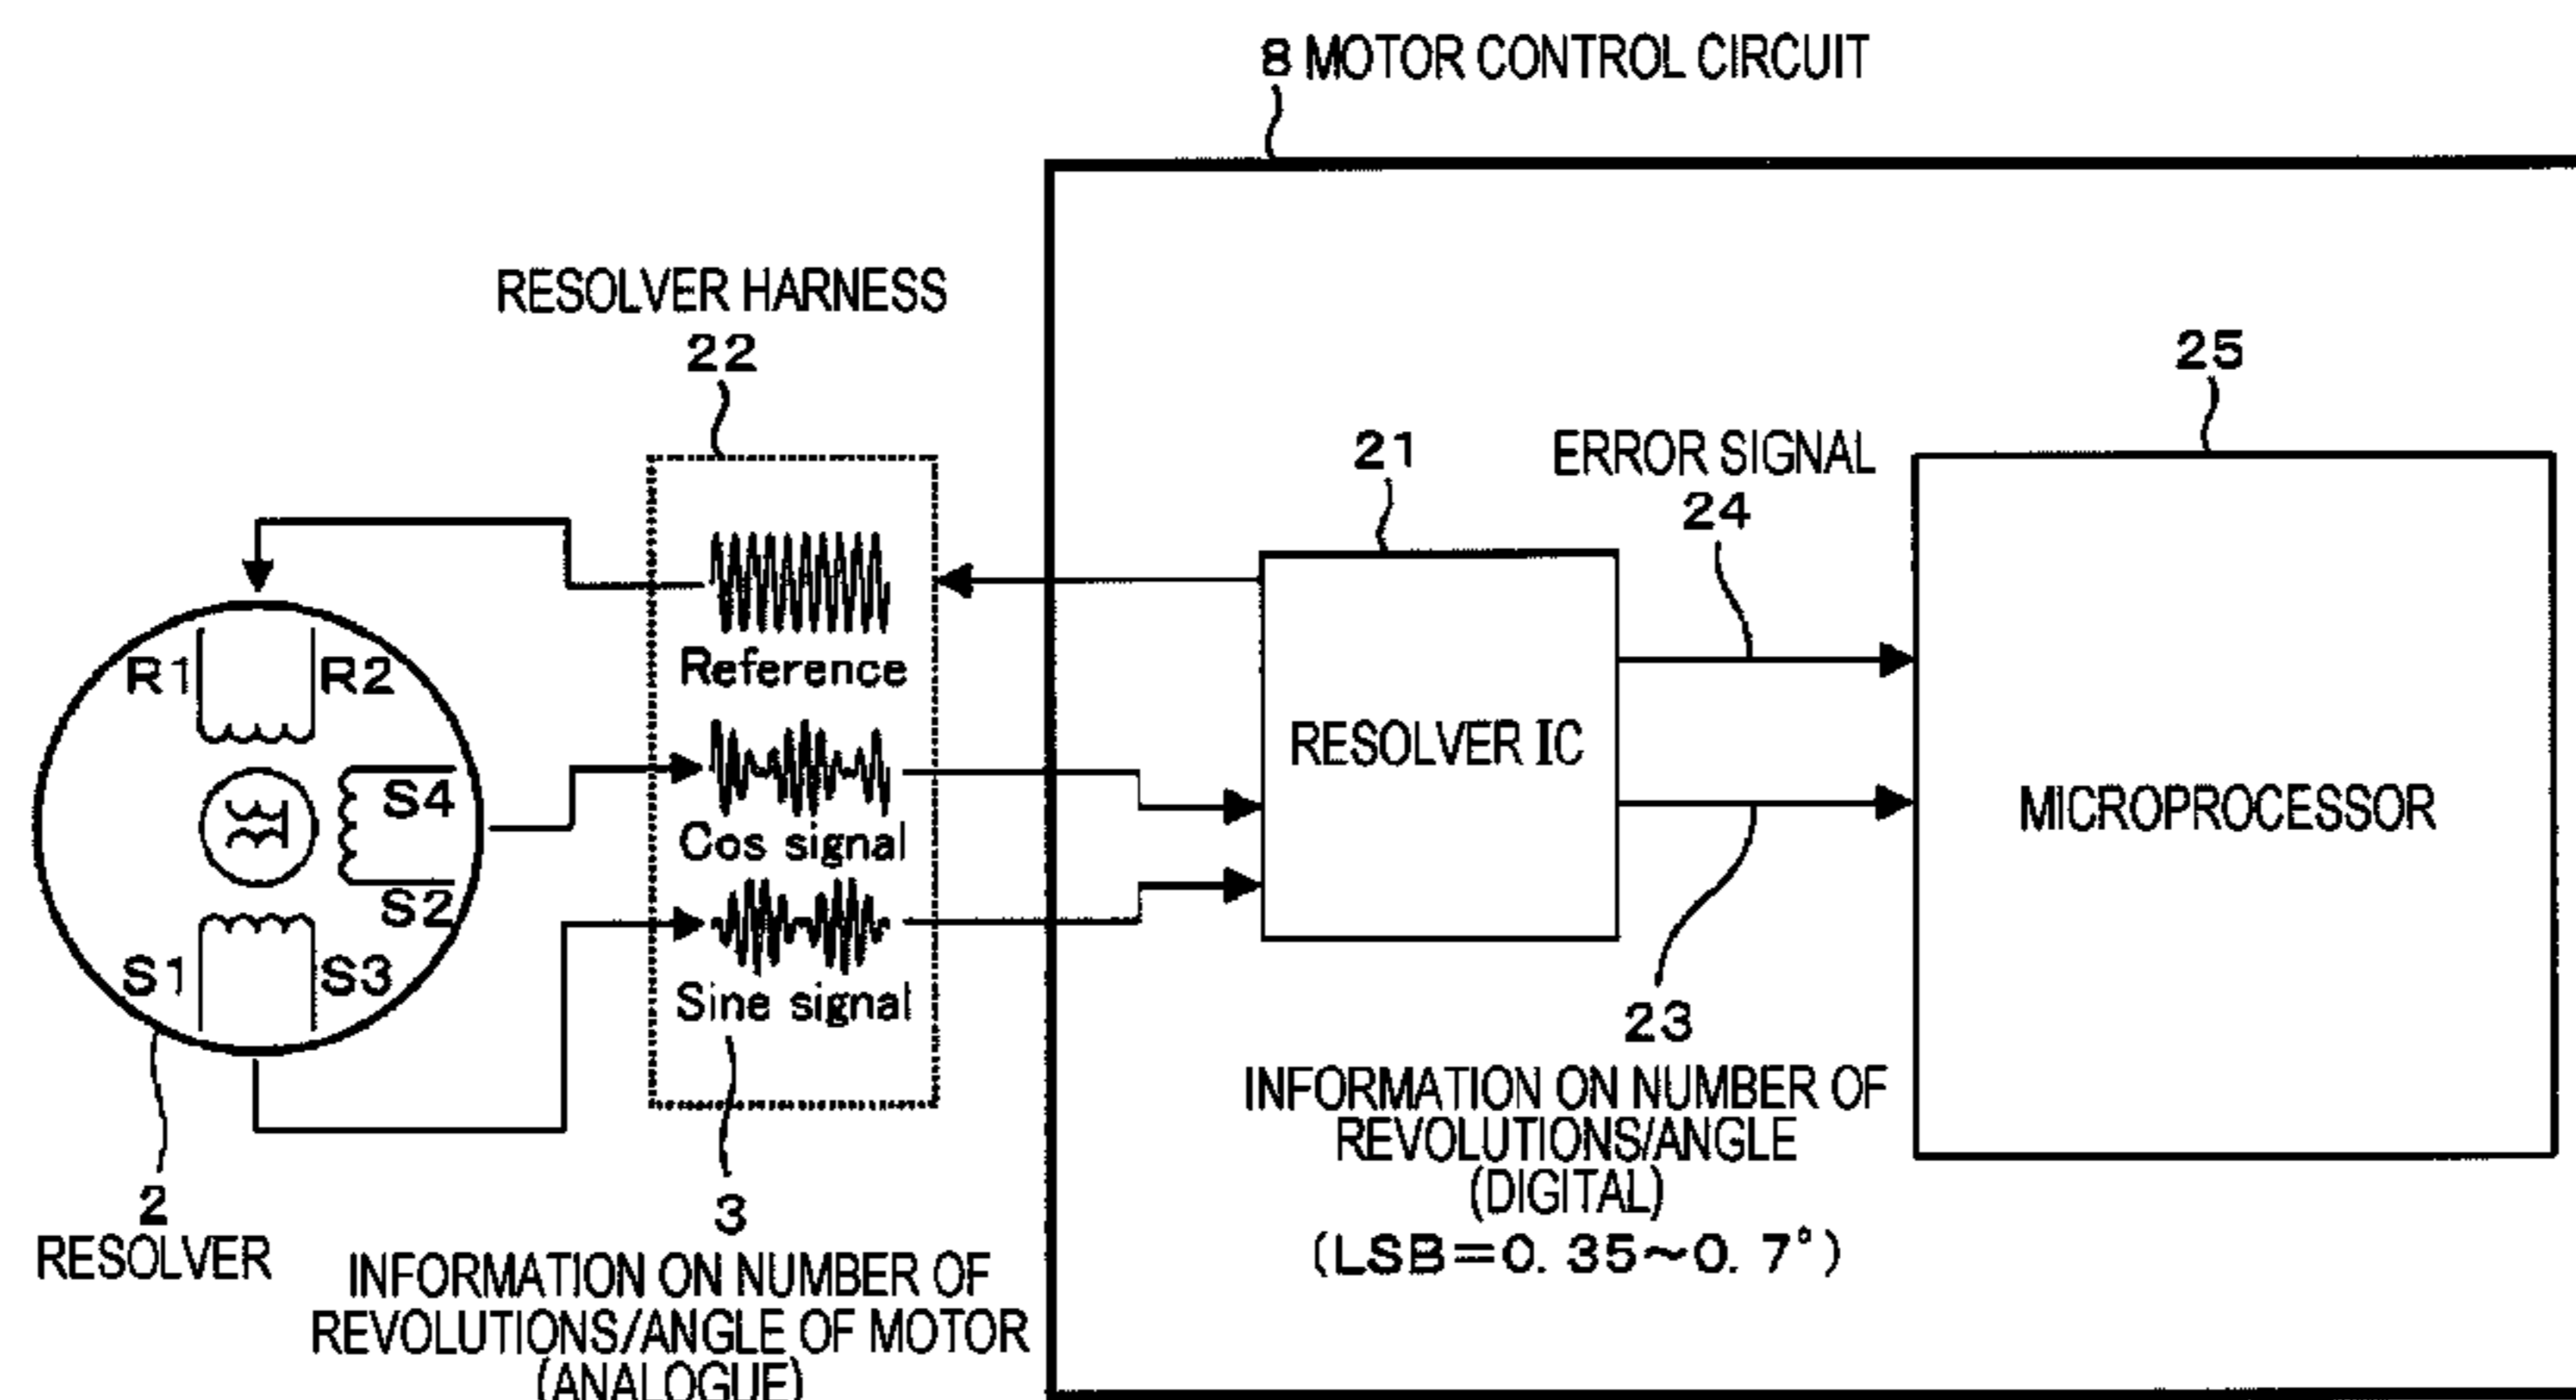 8 MOTOR CONTROL CIRCUIT
RESOLVER HARNESS
22
25
21
ERROR SIGNAL
24
Reference
R1
R2
RESOLVER IC
S4
MICROPROCESSOR
Cos signal
S2
S1
S3
Sine signal
23
INFORMATION ON NUMBER OF
REVOLUTIONS/ANGLE
(DIGITAL)
(LSB=0.35~0.7°)
2
RESOLVER
3
INFORMATION ON NUMBER OF
REVOLUTIONS/ANGLE OF MOTOR
(ANALOGUE)